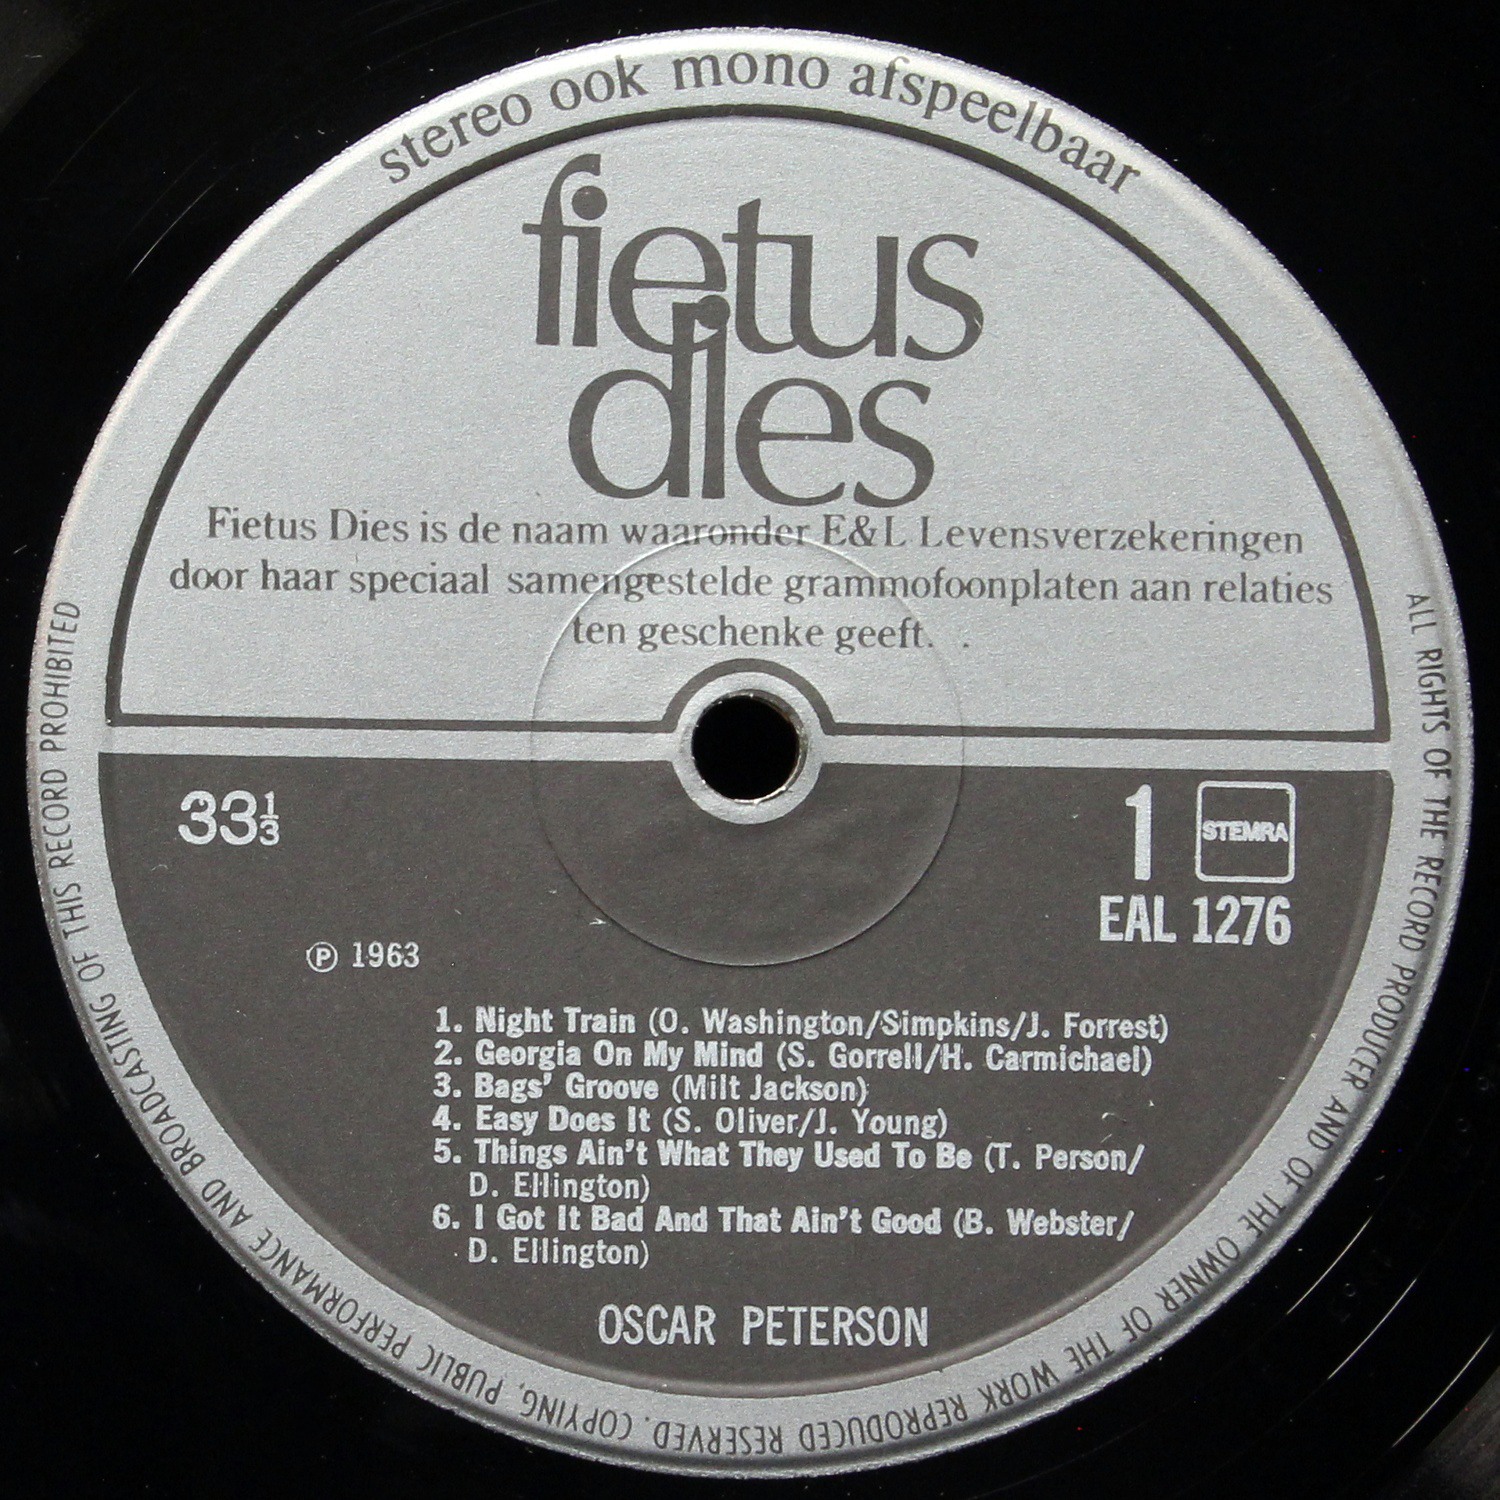 stereo ook mono afspeelbaar
fietus
dies
Fietus Dies is de naam waaronder E&L Levensverzekeringen
door haar speciaal samengestelde grammofoonplaten aan relaties
ten geschenke geeft.
33⅓
1
STEMRA
EAL 1276
℗ 1963
1. Night Train (O. Washington/Simpkins/J. Forrest)
2. Georgia On My Mind (S. Gorrell/H. Carmichael)
3. Bags' Groove (Milt Jackson)
4. Easy Does It (S. Oliver/J. Young)
5. Things Ain't What They Used To Be (T. Person/
D. Ellington)
6. I Got It Bad And That Ain't Good (B. Webster/
D. Ellington)
OSCAR PETERSON
ALL RIGHTS OF THE RECORD PRODUCER AND OF THE OWNER OF THE WORK REPRODUCED RESERVED. COPYING, PUBLIC PERFORMANCE AND BROADCASTING OF THIS RECORD PROHIBITED